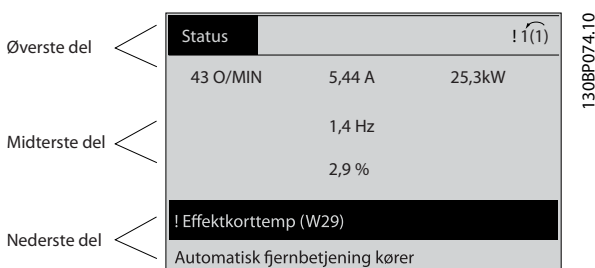 Øverste del
Status
! 1(1)
43 O/MIN
5,44 A
25,3kW
Midterste del
1,4 Hz
2,9 %
Nederste del
! Effektkorttemp (W29)
Automatisk fjernbetjening kører
130BP074.10